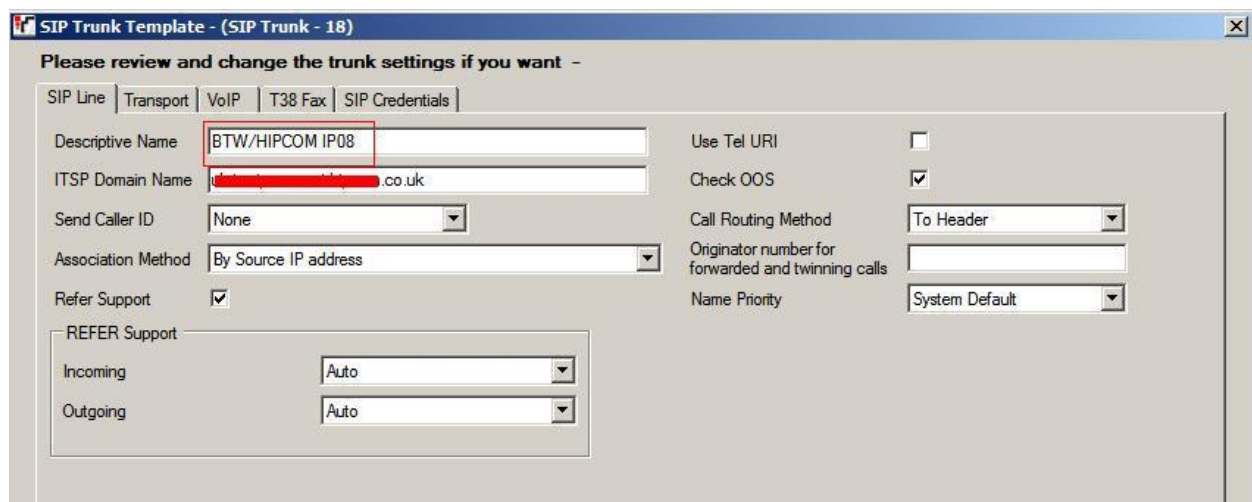 SIP Trunk Template - (SIP Trunk - 18)
Please review and change the trunk settings if you want -
SIP Line Transport VoIP T38 Fax SIP Credentials
Descriptive Name BTW/HIPCOM IP08
ITSP Domain Name .co.uk
Send Caller ID None
Association Method By Source IP address
Refer Support
REFER Support
Incoming Auto
Outgoing Auto
Use Tel URI
Check OOS
Call Routing Method To Header
Originator number for
forwarded and twinning calls
Name Priority System Default